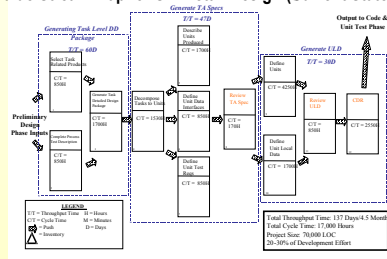 Generating Task Detailed Design
Package
T/T = 60D
Generate TA Specs
T/T = 47D
Generate ULD
T/T = 30D
Output to Code &
Unit Test Phase
Preliminary
Design
Phase Inputs
Select Task
Related Products
C/T =
850H
Complete Process
Test Description
C/T =
850H
Generate Task
Detailed Design
Package
C/T =
1700H
Decompose
Tasks to Units
C/T = 1530H
Describe
Units
Produced
C/T = 1700H
Define
Unit Data
Interfaces
C/T = 850H
Define
Unit Test
Reqs
C/T = 850H
Review
TA Spec
C/T =
170H
Define
Units
C/T = 4250H
Define
Unit Local
Data
C/T = 1700H
Review
ULD
C/T =
850H
CDR
C/T = 2550H
LEGEND
T/T = Throughput Time H = Hours
C/T = Cycle Time M = Minutes
= Push D = Days
= Inventory
Total Throughput Time: 137 Days/4.5 Month
Total Cycle Time: 17,000 Hours
Project Size: 70,000 LOC
20-30% of Development Effort